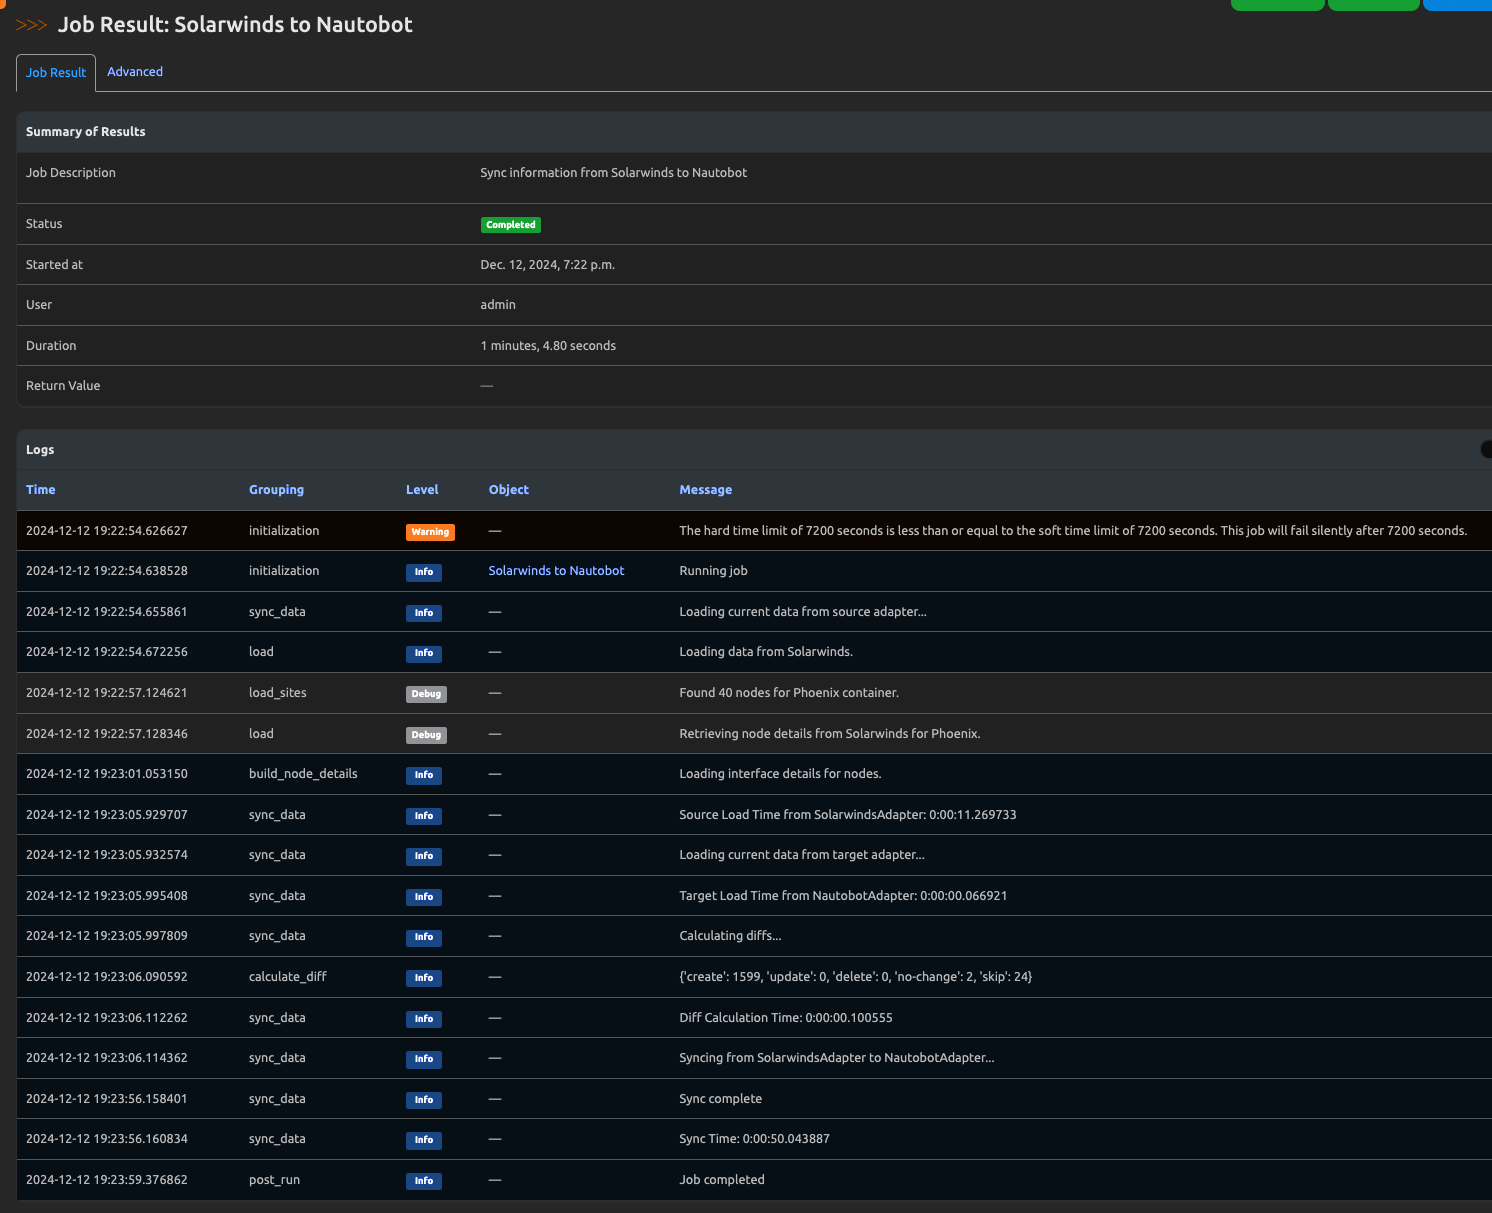 >>> Job Result: Solarwinds to Nautobot
Job Result Advanced
Summary of Results
Job Description Sync information from Solarwinds to Nautobot
Status Completed
Started at Dec. 12, 2024, 7:22 p.m.
User admin
Duration 1 minutes, 4.80 seconds
Return Value —
Logs
Time Grouping Level Object Message
2024-12-12 19:22:54.626627 initialization Warning — The hard time limit of 7200 seconds is less than or equal to the soft time limit of 7200 seconds. This job will fail silently after 7200 seconds.
2024-12-12 19:22:54.638528 initialization Info Solarwinds to Nautobot Running job
2024-12-12 19:22:54.655861 sync_data Info — Loading current data from source adapter...
2024-12-12 19:22:54.672256 load Info — Loading data from Solarwinds.
2024-12-12 19:22:57.124621 load_sites Debug — Found 40 nodes for Phoenix container.
2024-12-12 19:22:57.128346 load Debug — Retrieving node details from Solarwinds for Phoenix.
2024-12-12 19:23:01.053150 build_node_details Info — Loading interface details for nodes.
2024-12-12 19:23:05.929707 sync_data Info — Source Load Time from SolarwindsAdapter: 0:00:11.269733
2024-12-12 19:23:05.932574 sync_data Info — Loading current data from target adapter...
2024-12-12 19:23:05.995408 sync_data Info — Target Load Time from NautobotAdapter: 0:00:00.066921
2024-12-12 19:23:05.997809 sync_data Info — Calculating diffs...
2024-12-12 19:23:06.090592 calculate_diff Info — {'create': 1599, 'update': 0, 'delete': 0, 'no-change': 2, 'skip': 24}
2024-12-12 19:23:06.112262 sync_data Info — Diff Calculation Time: 0:00:00.100555
2024-12-12 19:23:06.114362 sync_data Info — Syncing from SolarwindsAdapter to NautobotAdapter...
2024-12-12 19:23:56.158401 sync_data Info — Sync complete
2024-12-12 19:23:56.160834 sync_data Info — Sync Time: 0:00:50.043887
2024-12-12 19:23:59.376862 post_run Info — Job completed